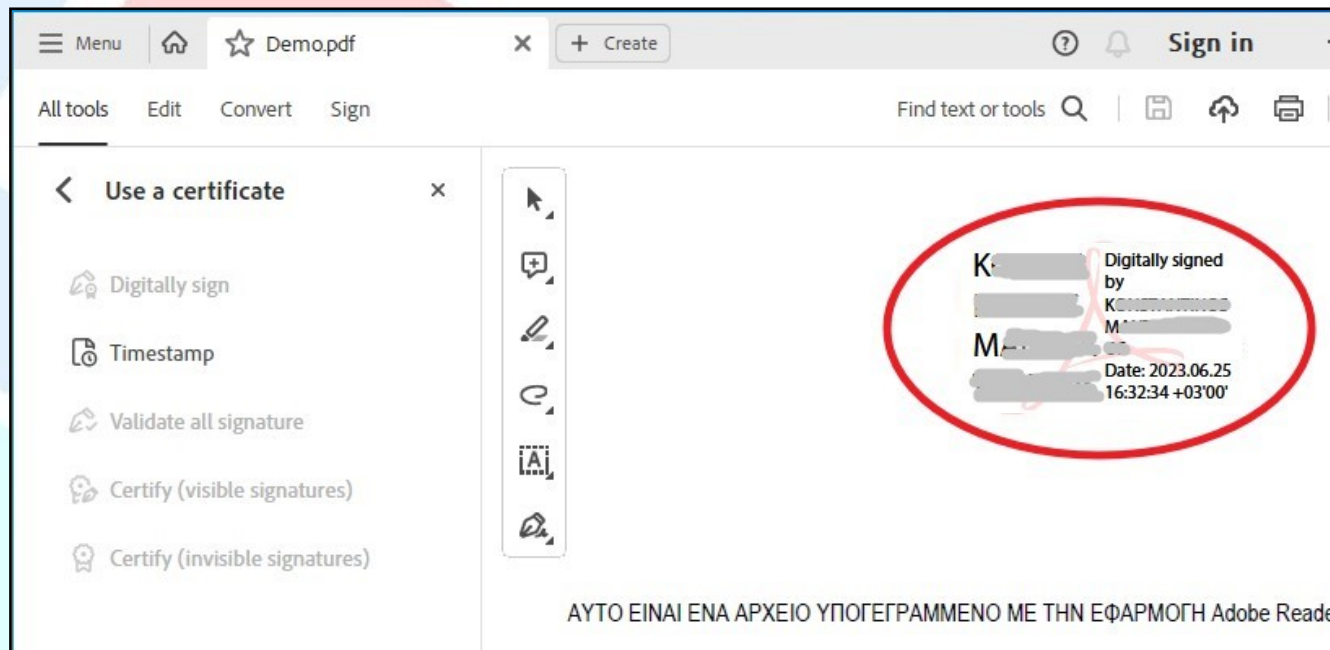 Menu
Demo.pdf
Create
Sign in
All tools Edit Convert Sign
Find text or tools
Use a certificate
Digitally sign
Timestamp
Validate all signature
Certify (visible signatures)
Certify (invisible signatures)
Digitally signed
by
Date: 2023.06.25
16:32:34 +03'00'
ΑΥΤΟ ΕΙΝΑΙ ΕΝΑ ΑΡΧΕΙΟ ΥΠΟΓΕΓΡΑΜΜΕΝΟ ΜΕ ΤΗΝ ΕΦΑΡΜΟΓΗ Adobe Reade